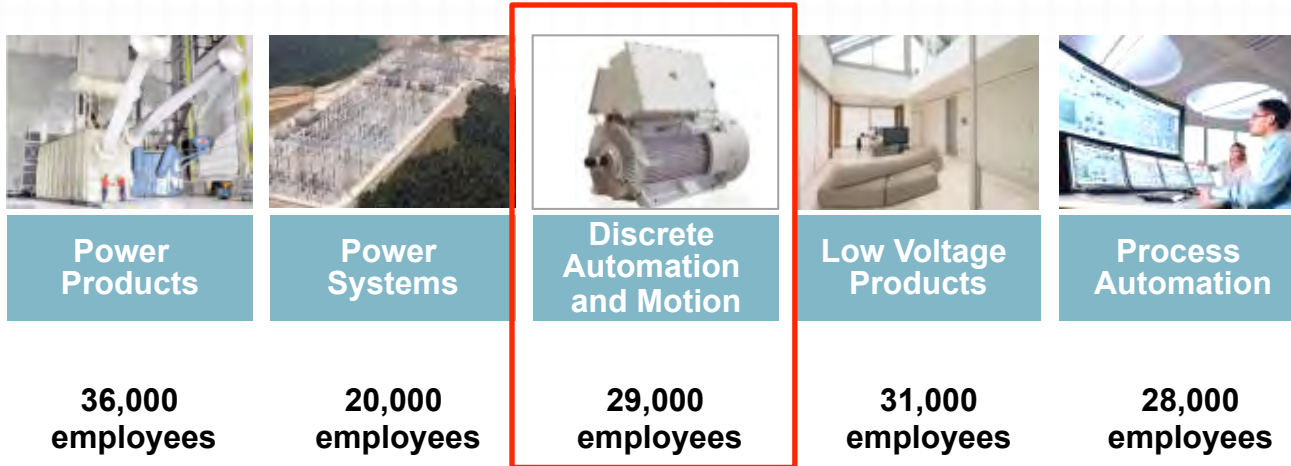 Power
Products
Power
Systems
Discrete
Automation
and Motion
Low Voltage
Products
Process
Automation
36,000
employees
20,000
employees
29,000
employees
31,000
employees
28,000
employees